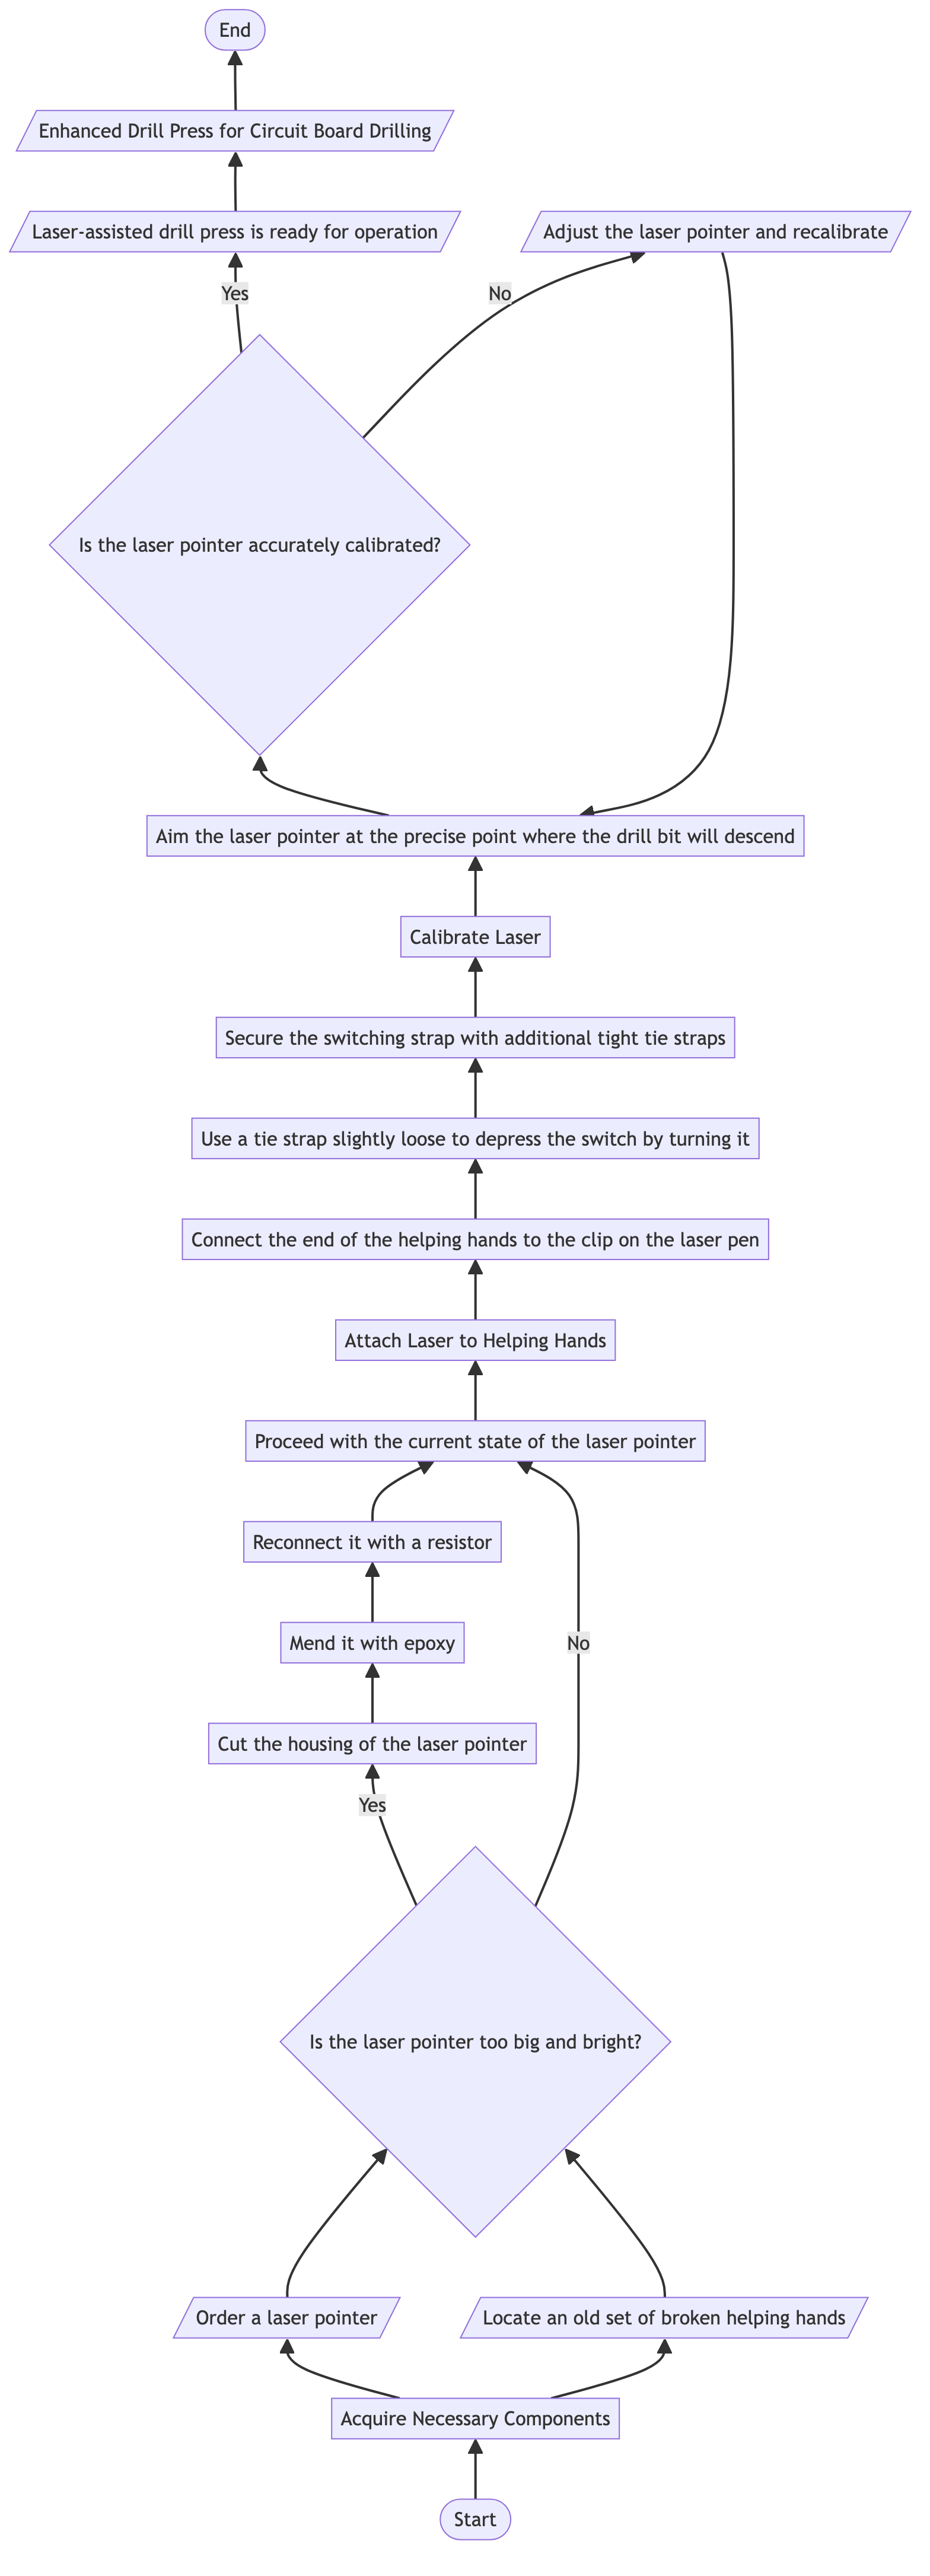 End
Enhanced Drill Press for Circuit Board Drilling
Laser-assisted drill press is ready for operation
Adjust the laser pointer and recalibrate
Yes
No
Is the laser pointer accurately calibrated?
Aim the laser pointer at the precise point where the drill bit will descend
Calibrate Laser
Secure the switching strap with additional tight tie straps
Use a tie strap slightly loose to depress the switch by turning it
Connect the end of the helping hands to the clip on the laser pen
Attach Laser to Helping Hands
Proceed with the current state of the laser pointer
Reconnect it with a resistor
Mend it with epoxy
No
Cut the housing of the laser pointer
Yes
Is the laser pointer too big and bright?
Order a laser pointer
Locate an old set of broken helping hands
Acquire Necessary Components
Start